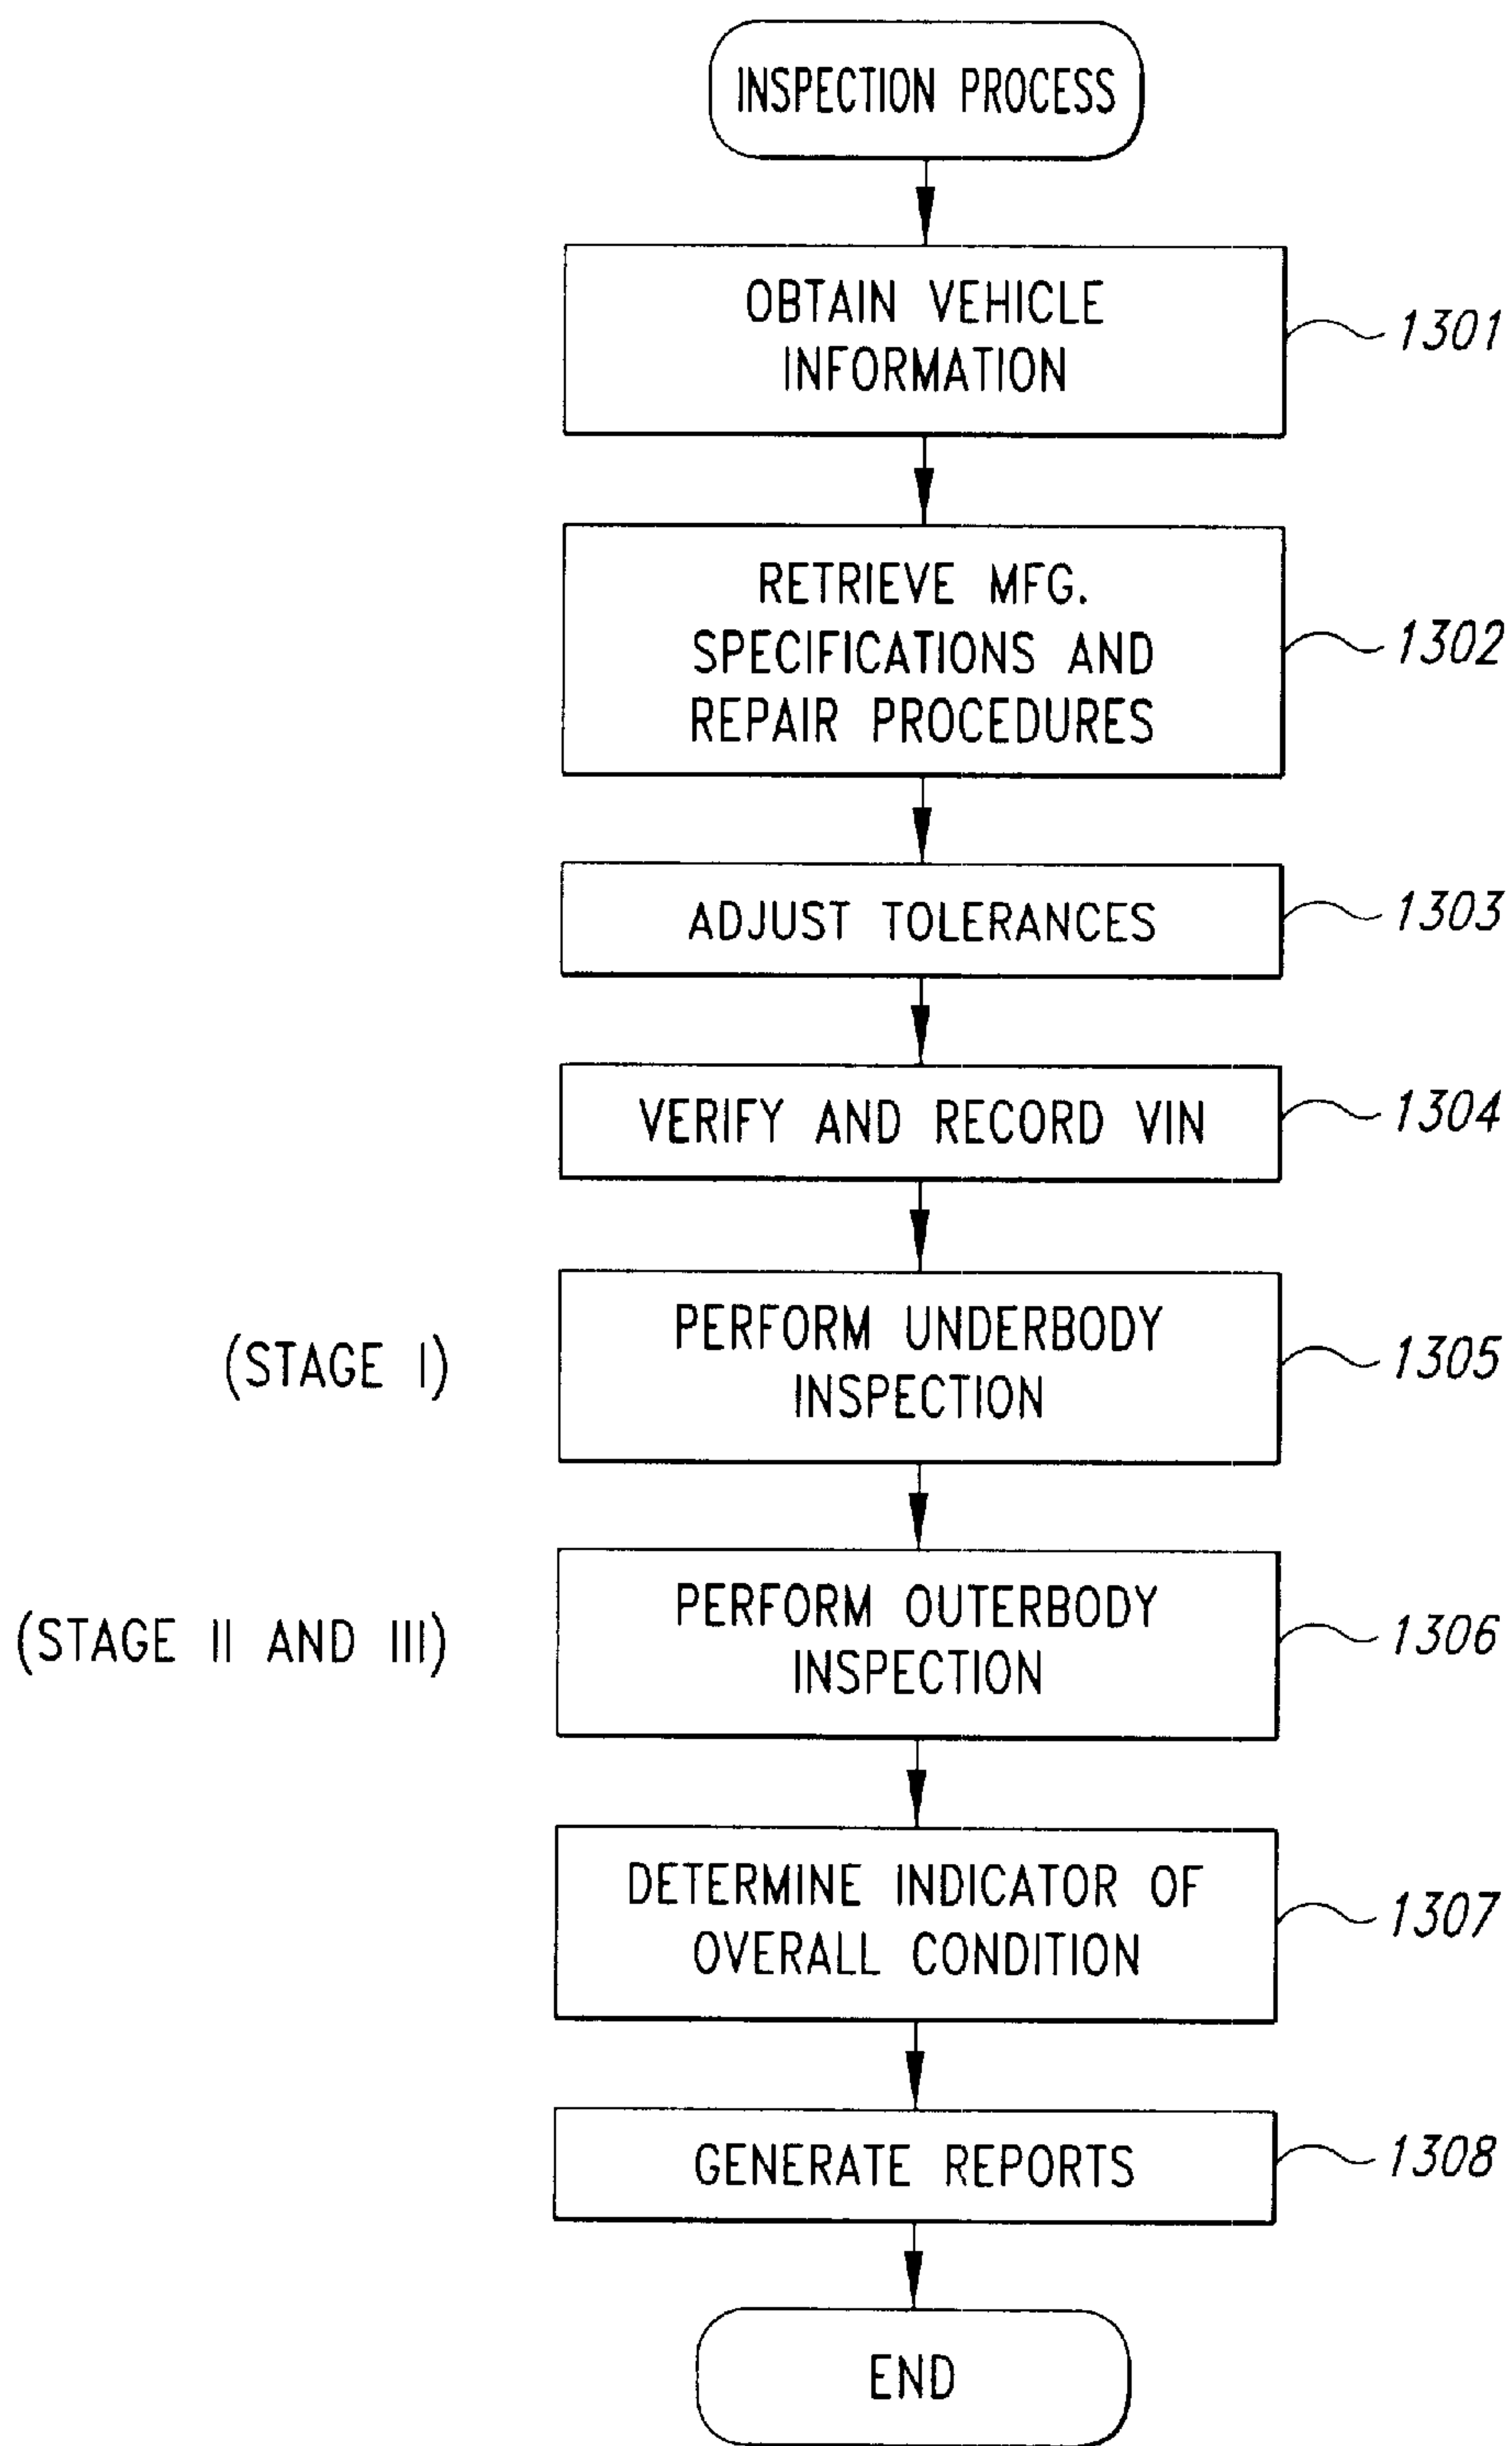 INSPECTION PROCESS
OBTAIN VEHICLE
INFORMATION
1301
RETRIEVE MFG.
SPECIFICATIONS AND
REPAIR PROCEDURES
1302
ADJUST TOLERANCES
1303
VERIFY AND RECORD VIN
1304
(STAGE I)
PERFORM UNDERBODY
INSPECTION
1305
(STAGE II AND III)
PERFORM OUTERBODY
INSPECTION
1306
DETERMINE INDICATOR OF
OVERALL CONDITION
1307
GENERATE REPORTS
1308
END